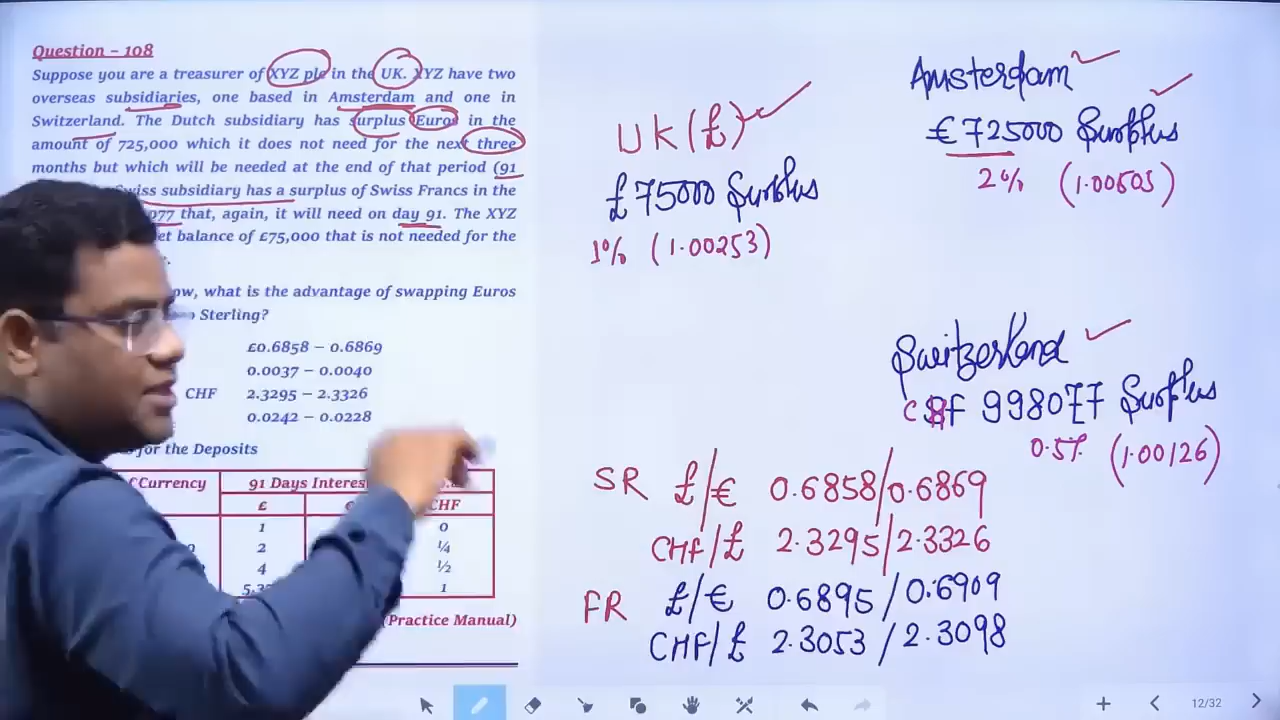 Question – 108
Suppose you are a treasurer of XYZ plc in the UK. XYZ have two
overseas subsidiaries, one based in Amsterdam and one in
Switzerland. The Dutch subsidiary has surplus Euros in the
amount of 725,000 which it does not need for the next three
months but which will be needed at the end of that period (91
iss subsidiary has a surplus of Swiss Francs in the
077 that, again, it will need on day 91. The XYZ
et balance of £75,000 that is not needed for the
ow, what is the advantage of swapping Euros
Sterling?
£0.6858 – 0.6869
0.0037 – 0.0040
CHF 2.3295 – 2.3326
0.0242 – 0.0228
for the Deposits
Currency 91 Days Interes
£ CHF
1 0
2 ¼
4 ½
1
(Practice Manual)
UK (£)
£75000 Surplus
1% (1.00253)
Amsterdam
€ 725000 Surplus
2% (1.00505)
Switzerland
CHF 998077 Surplus
0.5% (1.00126)
SR £/€ 0.6858/0.6869
CHF/£ 2.3295/2.3326
FR £/€ 0.6895/0.6909
CHF/£ 2.3053/2.3098
12/32